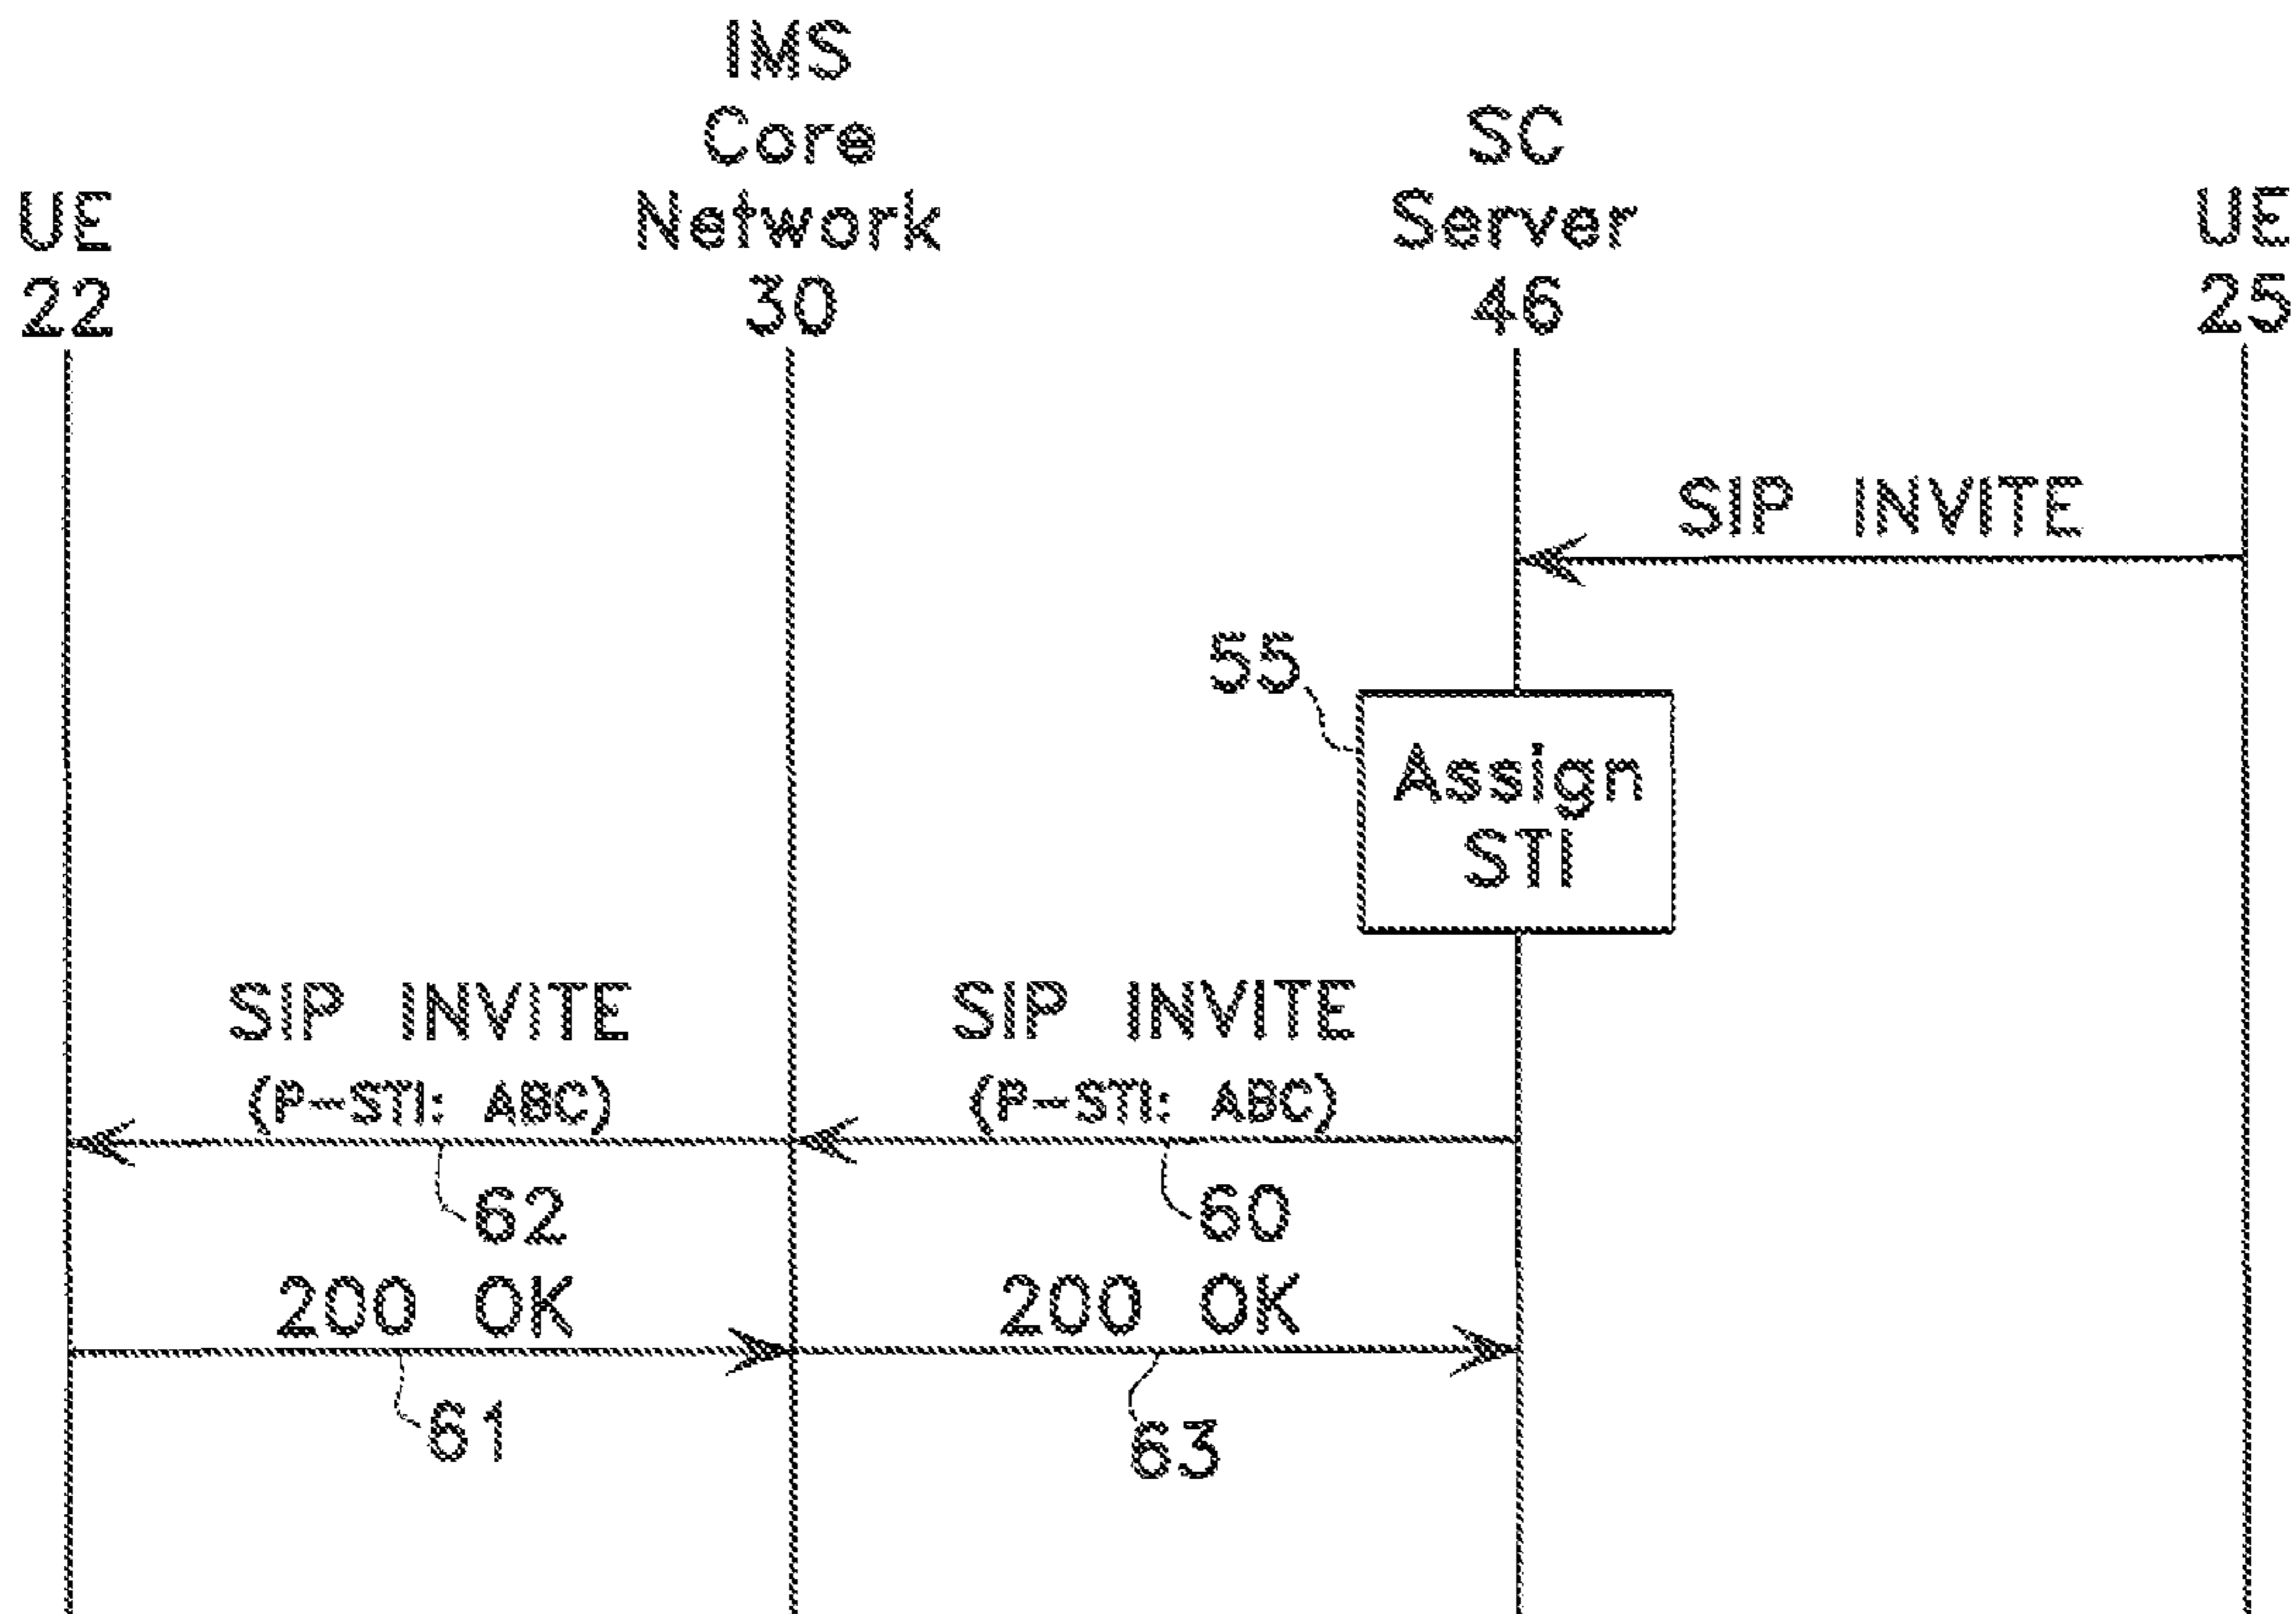 IMS
Core
Network
30
SC
Server
46
UE
22
UE
25
SIP INVITE
55
Assign
STI
SIP INVITE
(P-STI: ABC)
SIP INVITE
(P-STI: ABC)
62
60
200 OK
200 OK
61
63